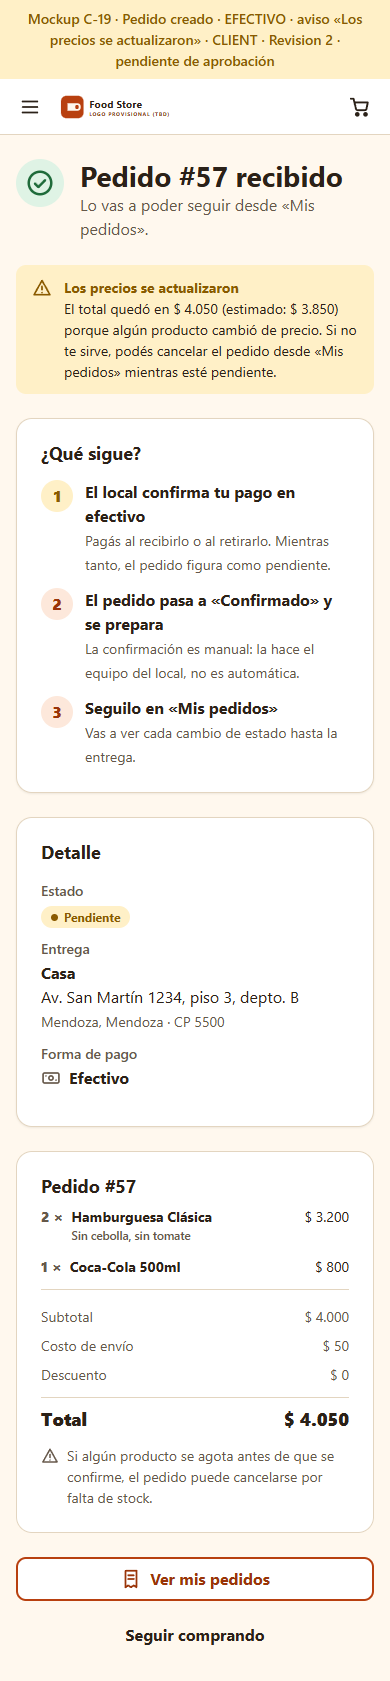 Mockup C-19 · Pedido creado · EFECTIVO · aviso «Los
precios se actualizaron» · CLIENT · Revision 2 ·
pendiente de aprobación
Food Store
LOGO PROVISIONAL (TBD)
Pedido #57 recibido
Lo vas a poder seguir desde «Mis
pedidos».
Los precios se actualizaron
El total quedó en $ 4.050 (estimado: $ 3.850)
porque algún producto cambió de precio. Si no
te sirve, podés cancelar el pedido desde «Mis
pedidos» mientras esté pendiente.
¿Qué sigue?
1 El local confirma tu pago en
efectivo
Pagás al recibirlo o al retirarlo. Mientras
tanto, el pedido figura como pendiente.
2 El pedido pasa a «Confirmado» y
se prepara
La confirmación es manual: la hace el
equipo del local, no es automática.
3 Seguilo en «Mis pedidos»
Vas a ver cada cambio de estado hasta la
entrega.
Detalle
Estado
Pendiente
Entrega
Casa
Av. San Martín 1234, piso 3, depto. B
Mendoza, Mendoza · CP 5500
Forma de pago
Efectivo
Pedido #57
2 × Hamburguesa Clásica $ 3.200
Sin cebolla, sin tomate
1 × Coca-Cola 500ml $ 800
Subtotal $ 4.000
Costo de envío $ 50
Descuento $ 0
Total $ 4.050
Si algún producto se agota antes de que se
confirme, el pedido puede cancelarse por
falta de stock.
Ver mis pedidos
Seguir comprando